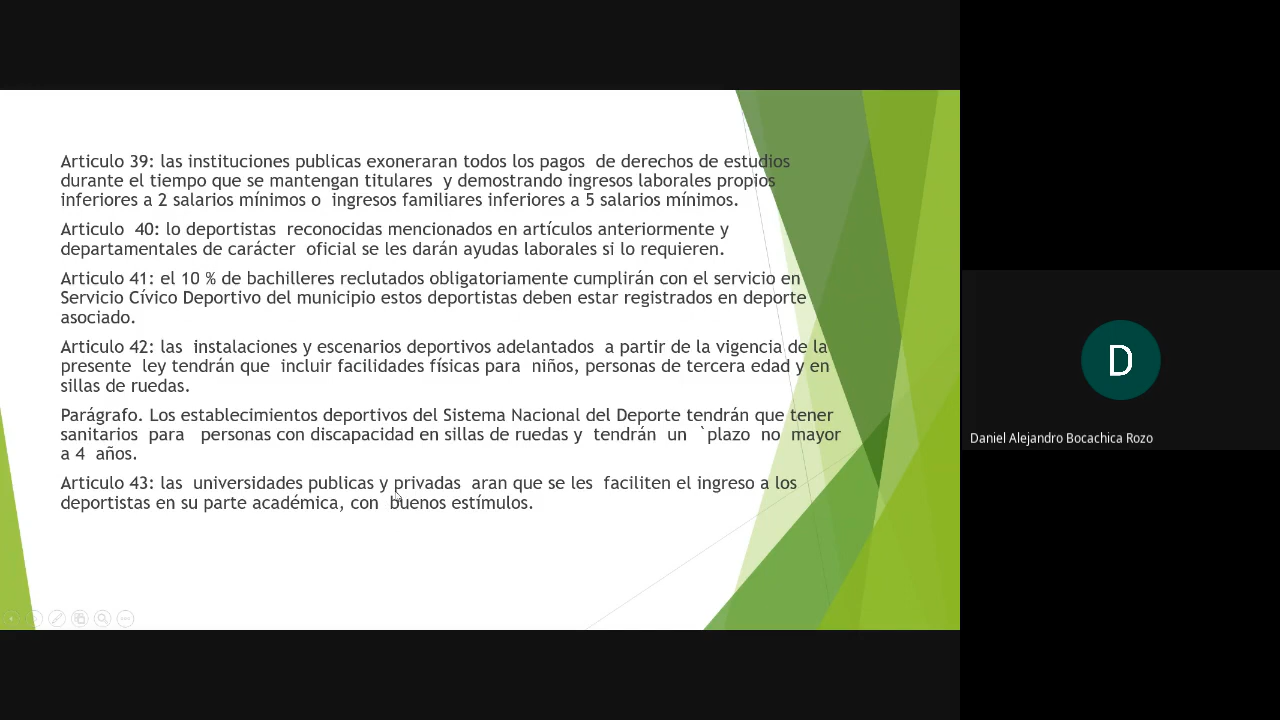 Articulo 39: las instituciones publicas exoneraran todos los pagos  de derechos de estudios
durante el tiempo que se mantengan titulares  y demostrando ingresos laborales propios
inferiores a 2 salarios mínimos o  ingresos familiares inferiores a 5 salarios mínimos.
Articulo  40: lo deportistas  reconocidas mencionados en artículos anteriormente y
departamentales de carácter  oficial se les darán ayudas laborales si lo requieren.
Articulo 41: el 10 % de bachilleres reclutados obligatoriamente cumplirán con el servicio en
Servicio Cívico Deportivo del municipio estos deportistas deben estar registrados en deporte
asociado.
Articulo 42: las  instalaciones y escenarios deportivos adelantados  a partir de la vigencia de la
presente  ley tendrán que  incluir facilidades físicas para  niños, personas de tercera edad y en
sillas de ruedas.
Parágrafo. Los establecimientos deportivos del Sistema Nacional del Deporte tendrán que tener
sanitarios  para   personas con discapacidad en sillas de ruedas y  tendrán  un  `plazo  no  mayor
a 4  años.
Articulo 43: las  universidades publicas y privadas  aran que se les  faciliten el ingreso a los
deportistas en su parte académica, con  buenos estímulos.
D
Daniel Alejandro Bocachica Rozo